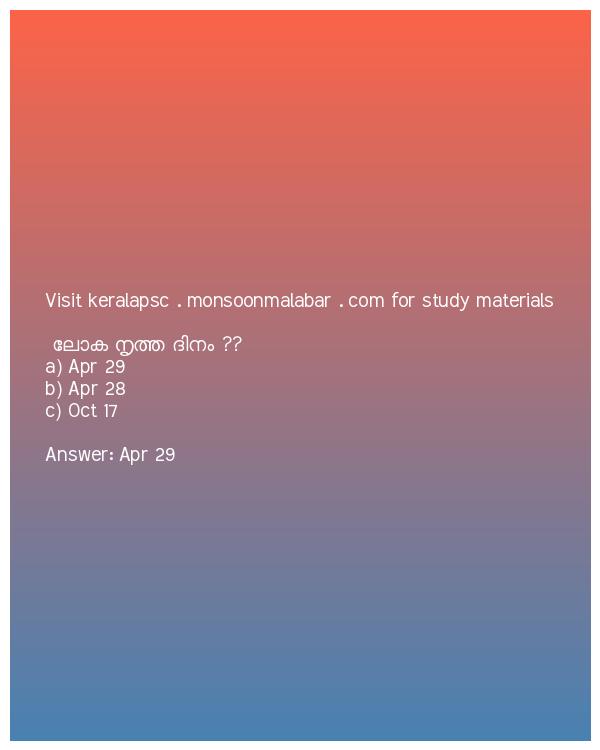 Visit keralapsc . monsoonmalabar . com for study materials
ലോക നൃത്ത ദിനം ??
a) Apr 29
b) Apr 28
c) Oct 17
Answer: Apr 29